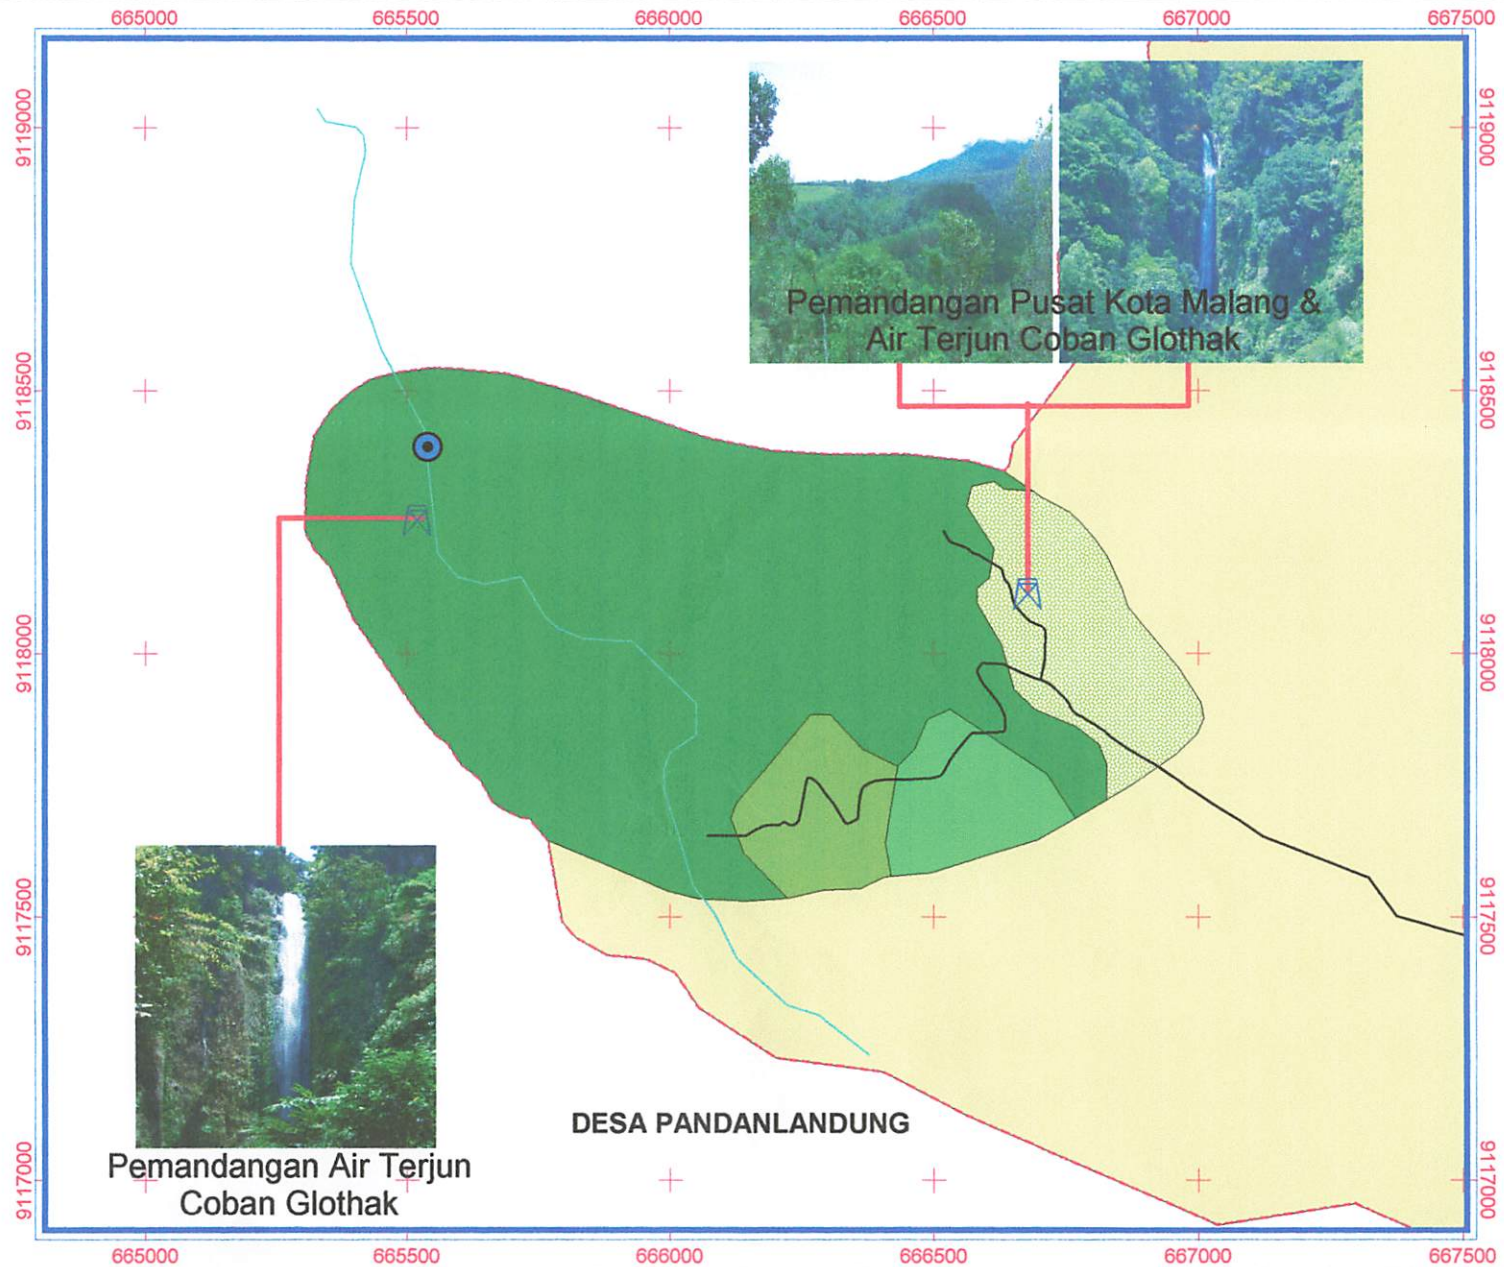 665000 665500 666000 666500 667000 667500
9119000 9119000
Pemandangan Pusat Kota Malang &
Air Terjun Coban Glothak
9118500 9118500
9118000 9118000
9117500 9117500
DESA PANDANLANDUNG
Pemandangan Air Terjun
Coban Glothak
9117000 9117000
665000 665500 666000 666500 667000 667500